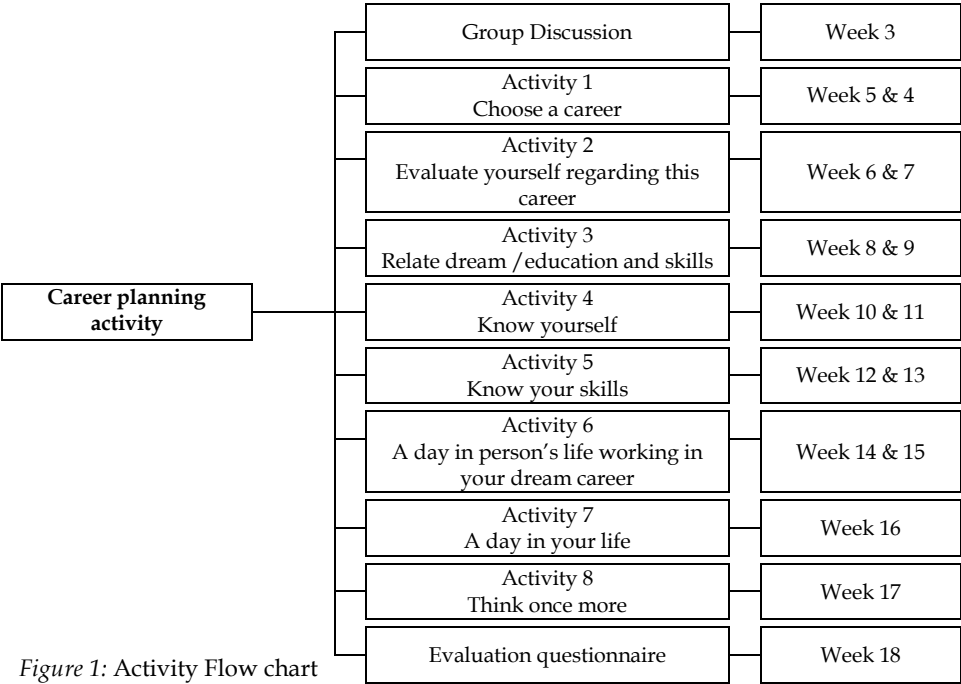 Group Discussion
Week 3
Activity 1
Choose a career
Week 5 & 4
Activity 2
Evaluate yourself regarding this
career
Week 6 & 7
Activity 3
Relate dream /education and skills
Week 8 & 9
Career planning
activity
Activity 4
Know yourself
Week 10 & 11
Activity 5
Know your skills
Week 12 & 13
Activity 6
A day in person's life working in
your dream career
Week 14 & 15
Activity 7
A day in your life
Week 16
Activity 8
Think once more
Week 17
Evaluation questionnaire
Week 18
Figure 1: Activity Flow chart